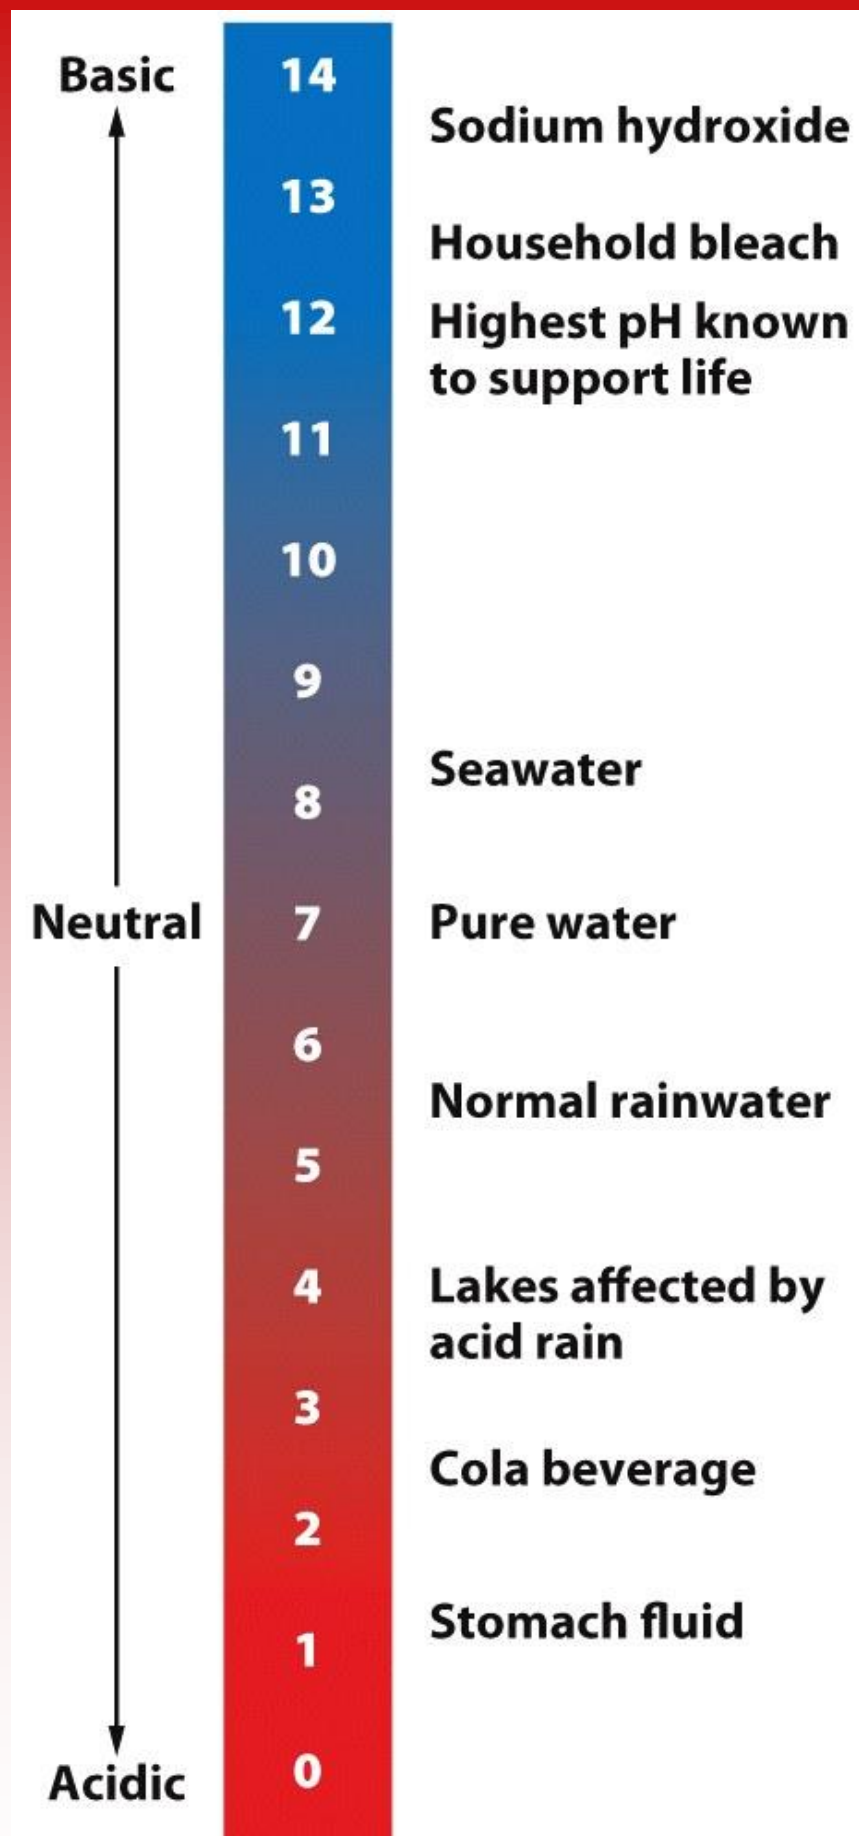 Basic
14
Sodium hydroxide
13
Household bleach
12
Highest pH known
to support life
11
10
9
Seawater
8
Neutral
7
Pure water
6
Normal rainwater
5
4
Lakes affected by
acid rain
3
Cola beverage
2
Stomach fluid
1
0
Acidic